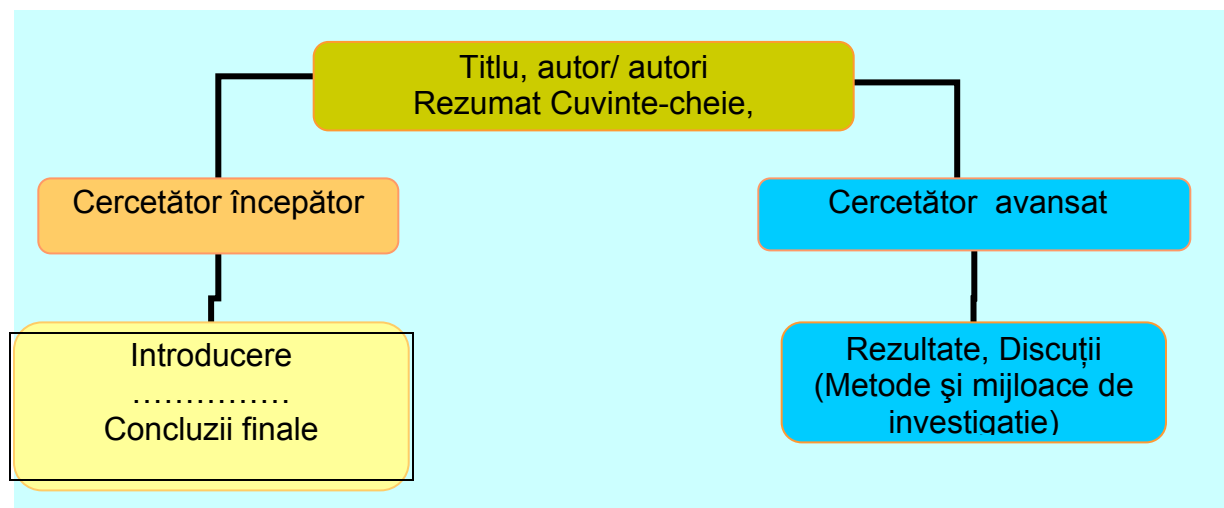 Titlu, autor/ autori
Rezumat Cuvinte-cheie,
Cercetător începător
Cercetător avansat
Introducere
……………
Concluzii finale
Rezultate, Discuții
(Metode şi mijloace de
investigatie)